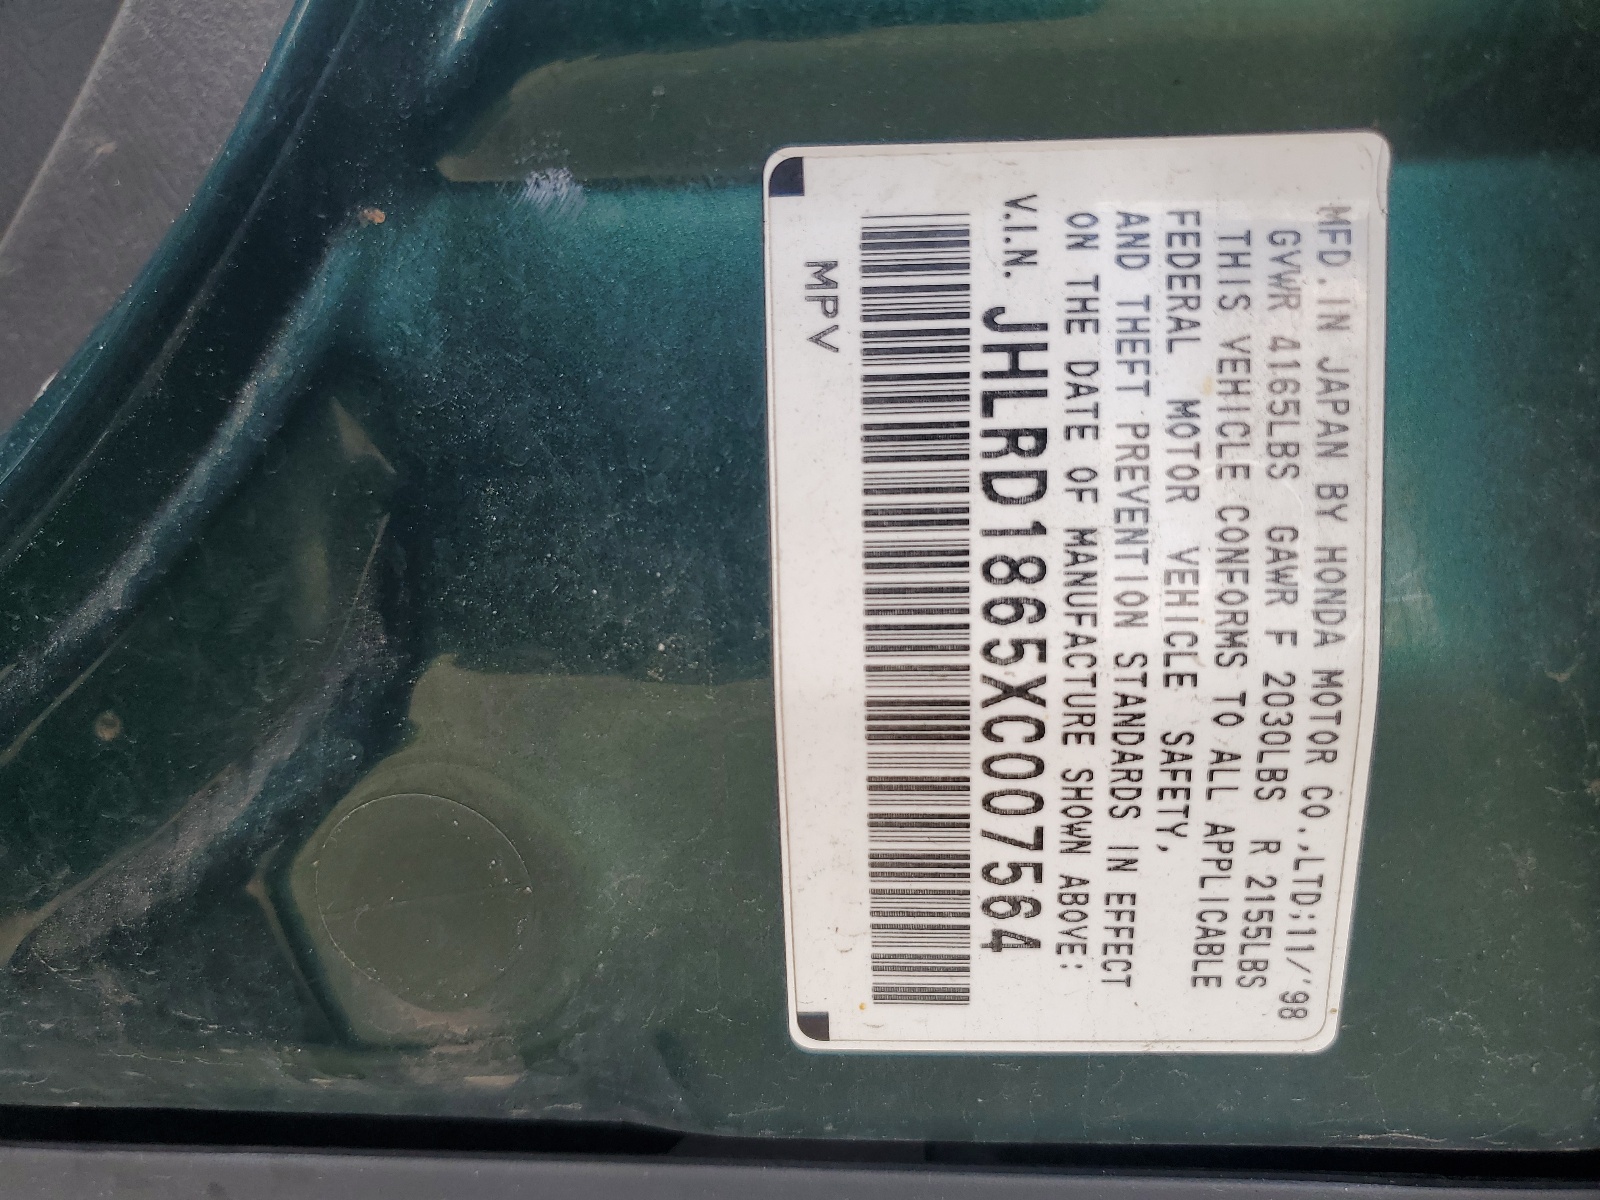 MFD.IN JAPAN BY HONDA MOTOR CO.,LTD;11/'98
GVWR 4165LBS GAWR F 2030LBS R 2155LBS
THIS VEHICLE CONFORMS TO ALL APPLICABLE
FEDERAL MOTOR VEHICLE SAFETY,
AND THEFT PREVENTION STANDARDS IN EFFECT
ON THE DATE OF MANUFACTURE SHOWN ABOVE:
V.I.N. JHLRD1865XC007564
MPV